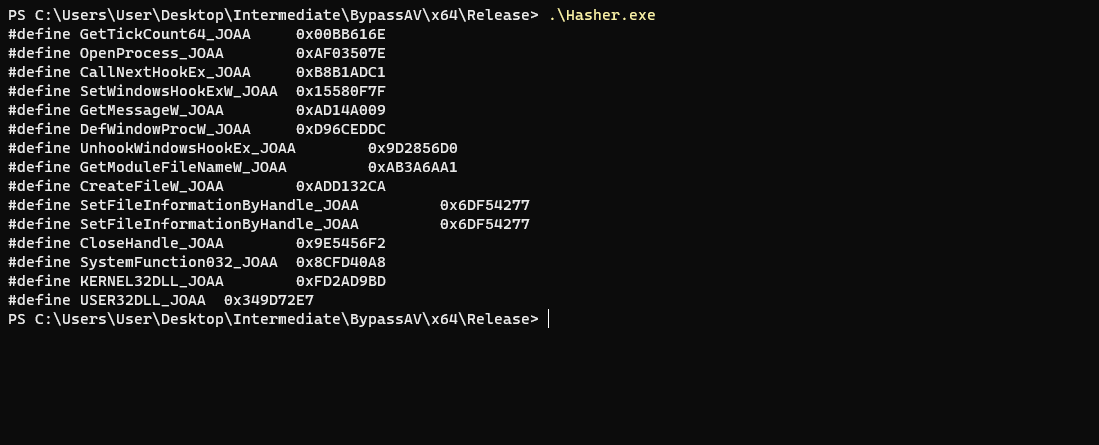 PS C:\Users\User\Desktop\Intermediate\BypassAV\x64\Release> .\Hasher.exe
#define GetTickCount64_JOAA     0x00BB616E
#define OpenProcess_JOAA        0xAF03507E
#define CallNextHookEx_JOAA     0xB8B1ADC1
#define SetWindowsHookExW_JOAA  0x15580F7F
#define GetMessageW_JOAA        0xAD14A009
#define DefWindowProcW_JOAA     0xD96CEDDC
#define UnhookWindowsHookEx_JOAA        0x9D2856D0
#define GetModuleFileNameW_JOAA         0xAB3A6AA1
#define CreateFileW_JOAA        0xADD132CA
#define SetFileInformationByHandle_JOAA         0x6DF54277
#define SetFileInformationByHandle_JOAA         0x6DF54277
#define CloseHandle_JOAA        0x9E5456F2
#define SystemFunction032_JOAA  0x8CFD40A8
#define KERNEL32DLL_JOAA        0xFD2AD9BD
#define USER32DLL_JOAA  0x349D72E7
PS C:\Users\User\Desktop\Intermediate\BypassAV\x64\Release>